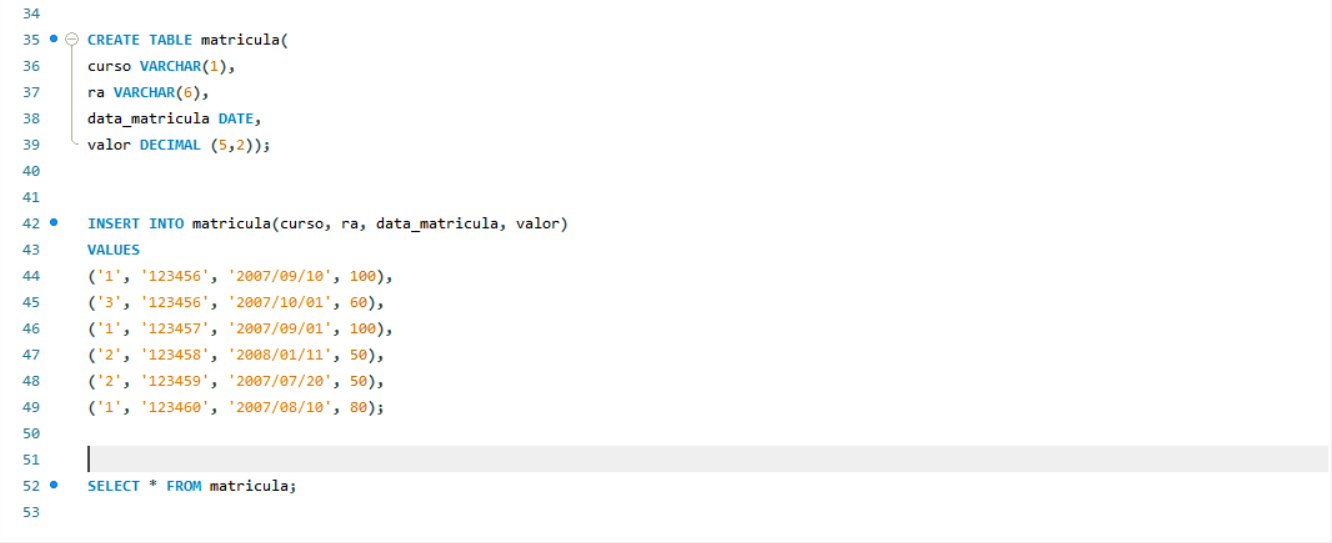 34
35 CREATE TABLE matricula(
36 curso VARCHAR(1),
37 ra VARCHAR(6),
38 data_matricula DATE,
39 valor DECIMAL (5,2));
40
41
42 INSERT INTO matricula(curso, ra, data_matricula, valor)
43 VALUES
44 ('1', '123456', '2007/09/10', 100),
45 ('3', '123456', '2007/10/01', 60),
46 ('1', '123457', '2007/09/01', 100),
47 ('2', '123458', '2008/01/11', 50),
48 ('2', '123459', '2007/07/20', 50),
49 ('1', '123460', '2007/08/10', 80);
50
51
52 SELECT * FROM matricula;
53